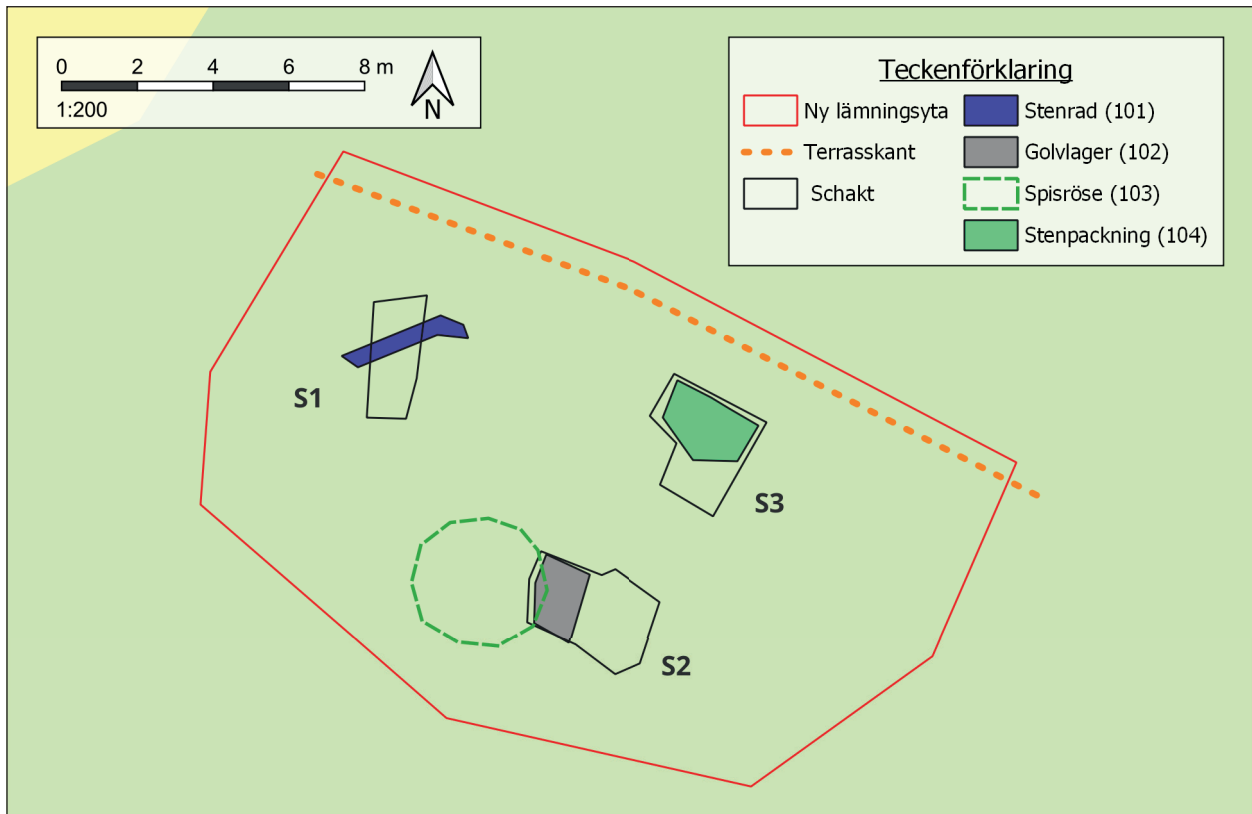 0 2 4 6 8 m
1:200
N
Teckenförklaring
Ny lämningsyta
Terrasskant
Schakt
Stenrad (101)
Golvlager (102)
Spisröse (103)
Stenpackning (104)
S1
S3
S2